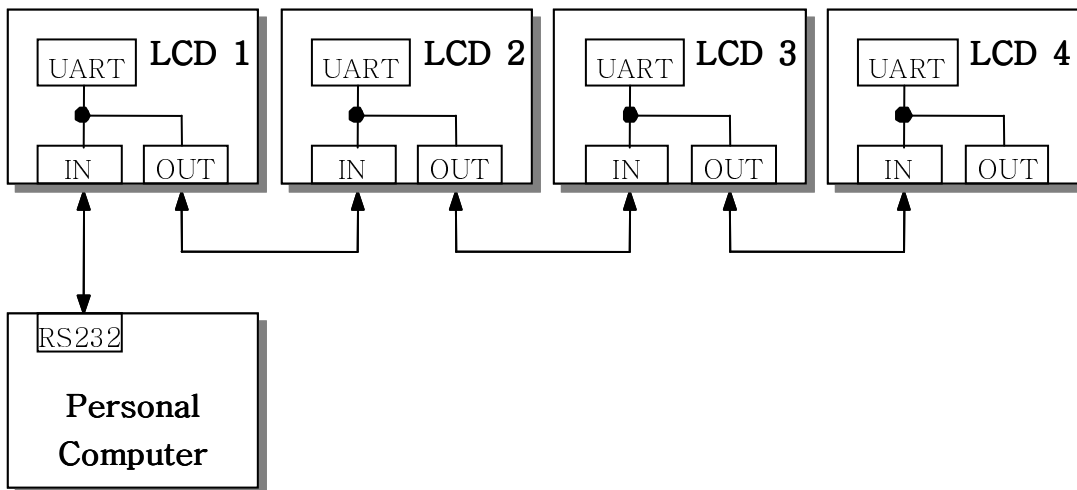 LCD 1
UART
IN
OUT
LCD 2
UART
IN
OUT
LCD 3
UART
IN
OUT
LCD 4
UART
IN
OUT
RS232
Personal
Computer